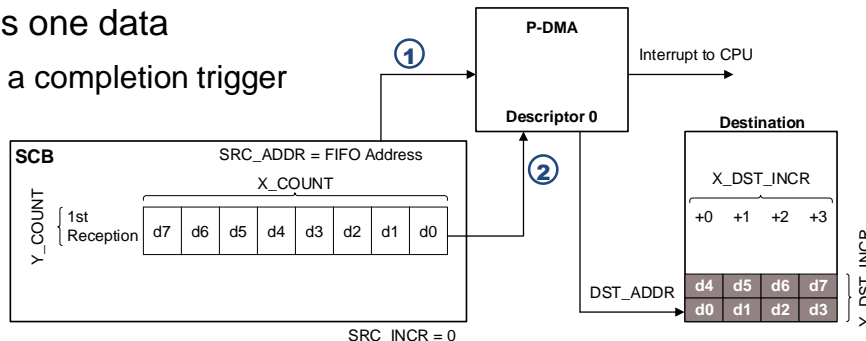 s one data
a completion trigger
1
P-DMA
Interrupt to CPU
Descriptor 0
Destination
SCB
SRC_ADDR = FIFO Address
X_COUNT
2
Y_COUNT
1st
Reception
d7 d6 d5 d4 d3 d2 d1 d0
X_DST_INCR
+0 +1 +2 +3
DST_ADDR
d4 d5 d6 d7
d0 d1 d2 d3
SRC_INCR = 0